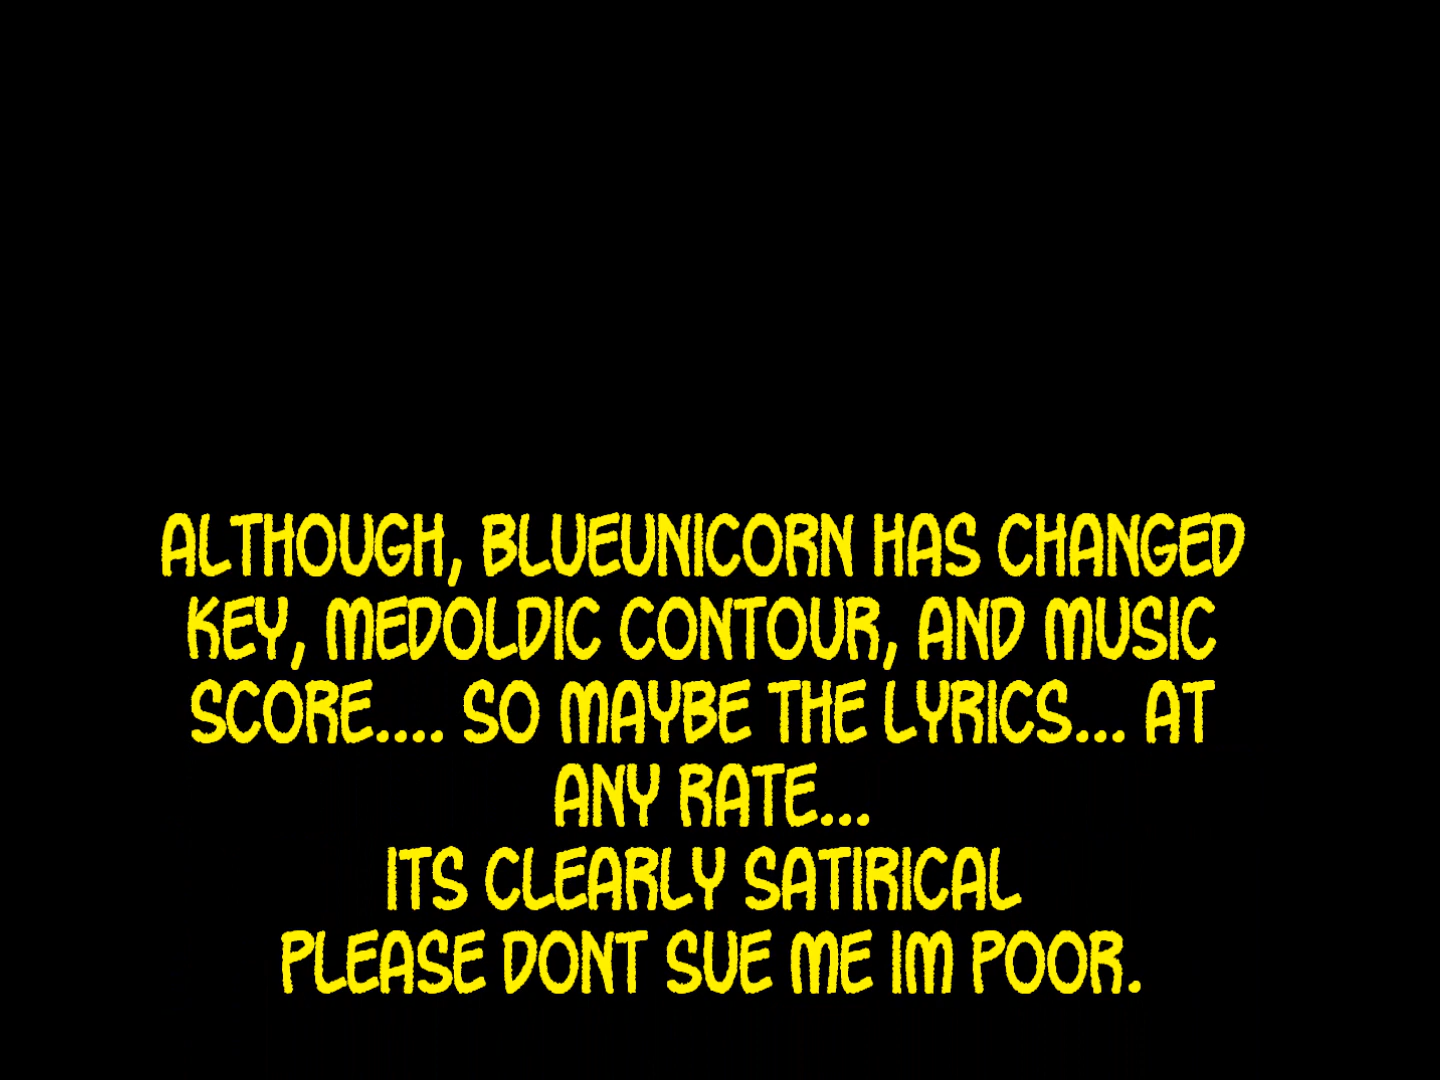 ALTHOUGH, BLUEUNICORN HAS CHANGED
KEY, MEDOLDIC CONTOUR, AND MUSIC
SCORE.... SO MAYBE THE LYRICS... AT
ANY RATE...
ITS CLEARLY SATIRICAL
PLEASE DONT SUE ME IM POOR.